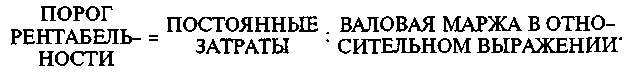 ПОРОГ РЕНТАБЕЛЬ- НОСТИ = ПОСТОЯННЫЕ ЗАТРАТЫ : ВАЛОВАЯ МАРЖА В ОТНО- СИТЕЛЬНОМ ВЫРАЖЕНИИ.